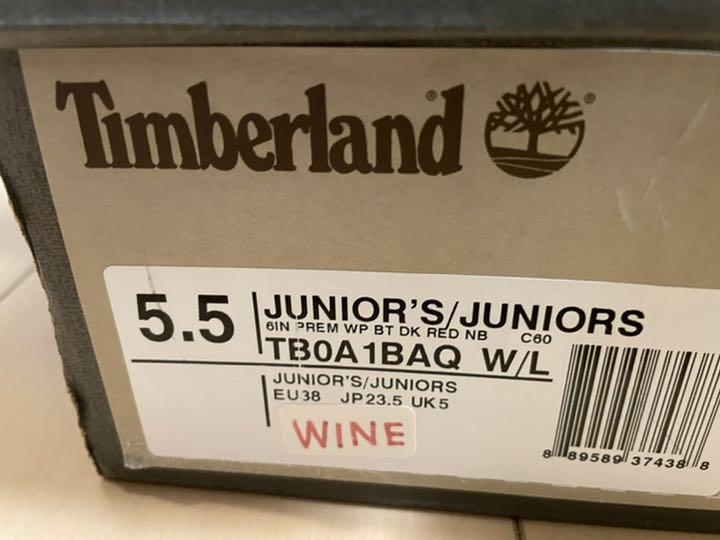 Timberland®
5.5
JUNIOR'S/JUNIORS
6IN PREM WP BT DK RED NB C60
TB0A1BAQ W/L
JUNIOR'S/JUNIORS
EU38 JP23.5 UK5
WINE
8 89589 37438 8